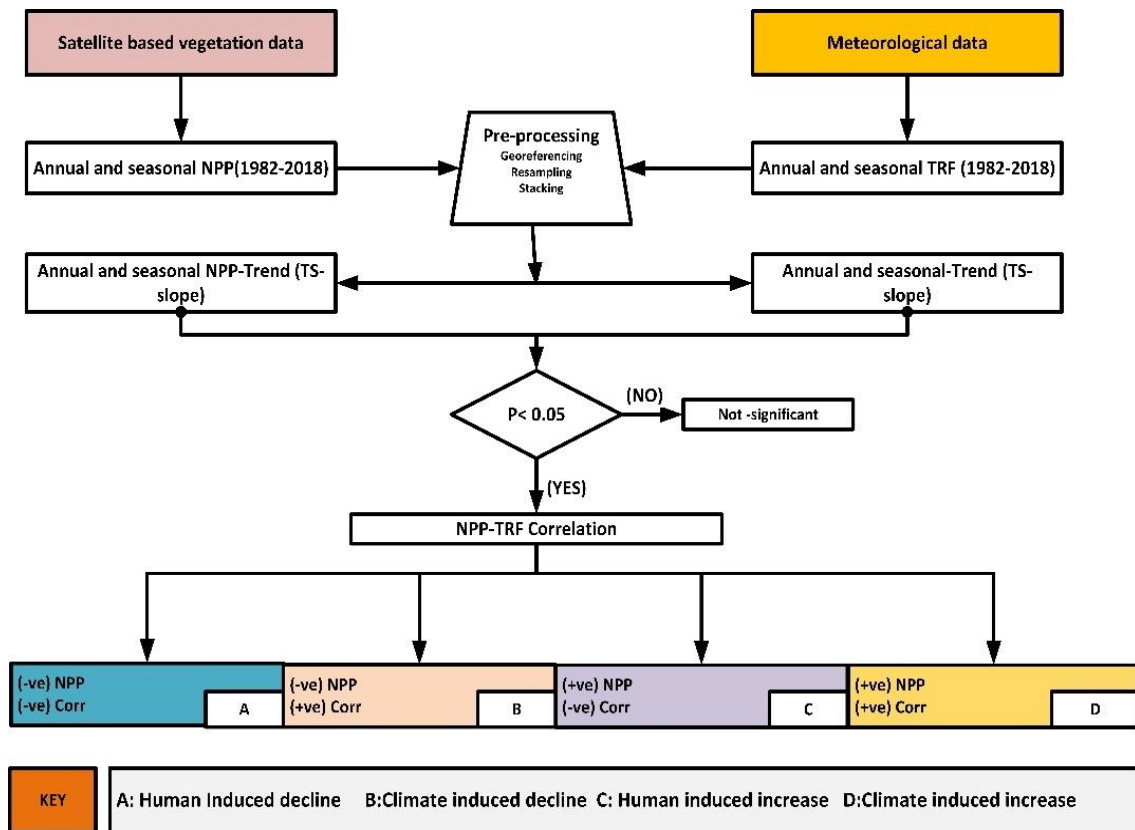 Satellite based vegetation data
Meteorological data
Annual and seasonal NPP(1982-2018)
Pre-processing
Georeferencing
Resampling
Stacking
Annual and seasonal TRF (1982-2018)
Annual and seasonal NPP-Trend (TS-
slope)
Annual and seasonal-Trend (TS-
slope)
P< 0.05
(NO)
Not -significant
(YES)
NPP-TRF Correlation
(-ve) NPP
(-ve) Corr
A
(-ve) NPP
(+ve) Corr
B
(+ve) NPP
(-ve) Corr
C
(+ve) NPP
(+ve) Corr
D
KEY
A: Human Induced decline B:Climate induced decline C: Human induced increase D:Climate induced increase